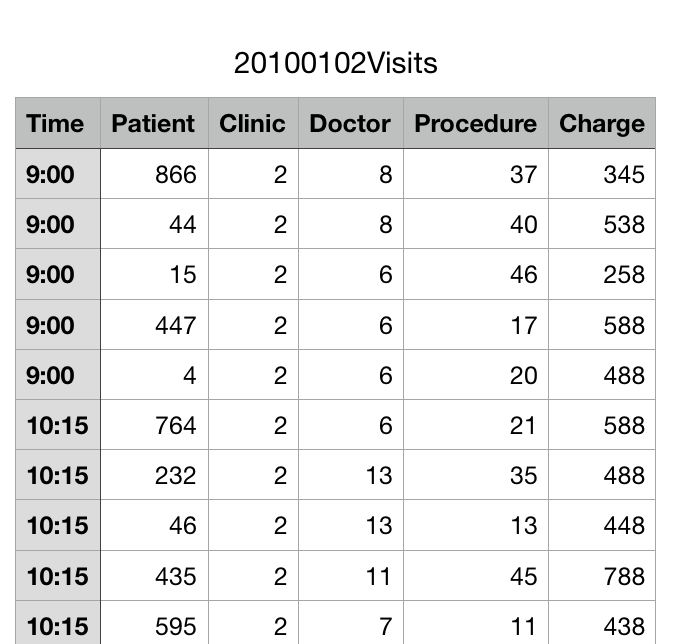 20100102Visits
Time Patient Clinic Doctor Procedure Charge
9:00 866 2 8 37 345
9:00 44 2 8 40 538
9:00 15 2 6 46 258
9:00 447 2 6 17 588
9:00 4 2 6 20 488
10:15 764 2 6 21 588
10:15 232 2 13 35 488
10:15 46 2 13 13 448
10:15 435 2 11 45 788
10:15 595 2 7 11 438